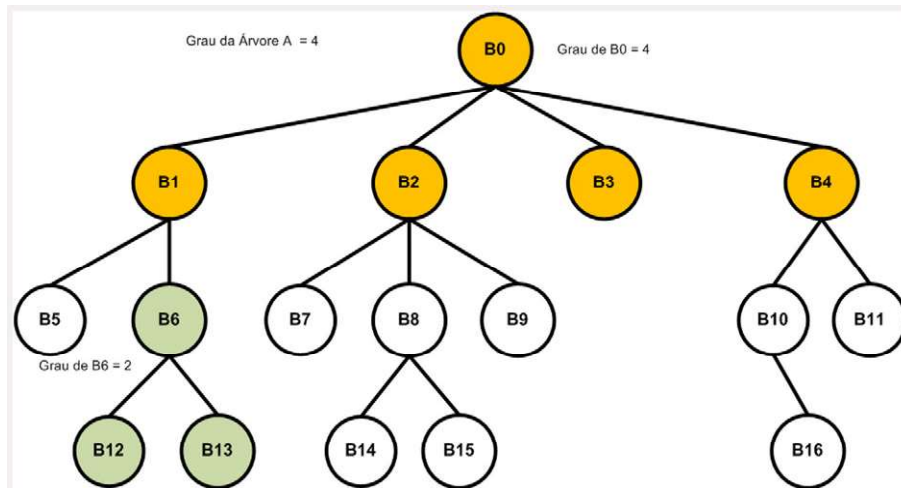 Grau da Árvore A = 4
B0
Grau de B0 = 4
B1
B2
B3
B4
B5
B6
B7
B8
B9
B10
B11
Grau de B6 = 2
B12
B13
B14
B15
B16